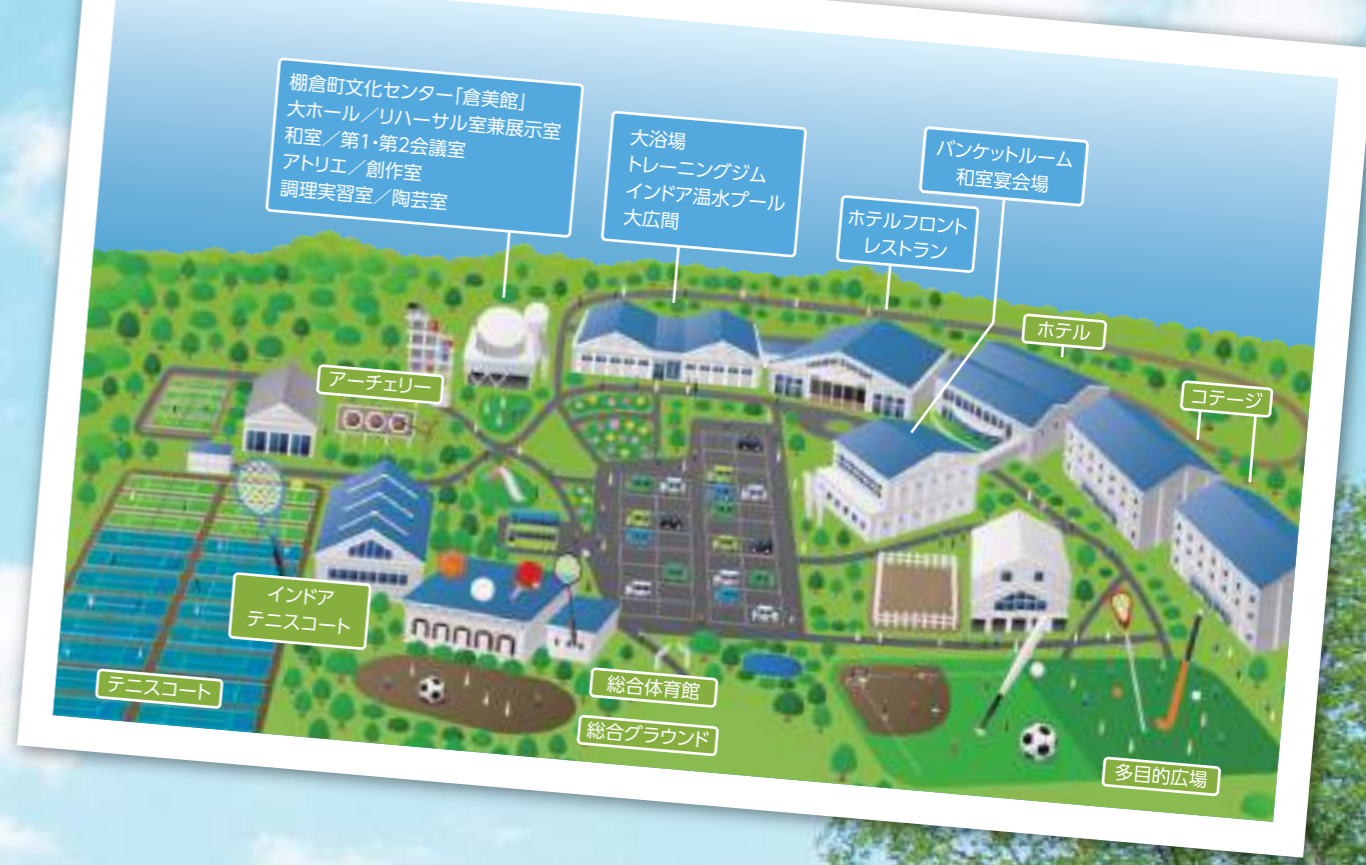 棚倉町文化センター「倉美館」
大ホール／リハーサル室兼展示室
和室／第1・第2会議室
アトリエ／創作室
調理実習室／陶芸室
大浴場
トレーニングジム
インドア温水プール
大広間
バンケットルーム
和室宴会場
ホテルフロント
レストラン
ホテル
コテージ
アーチェリー
インドア
テニスコート
テニスコート
総合体育館
総合グラウンド
多目的広場